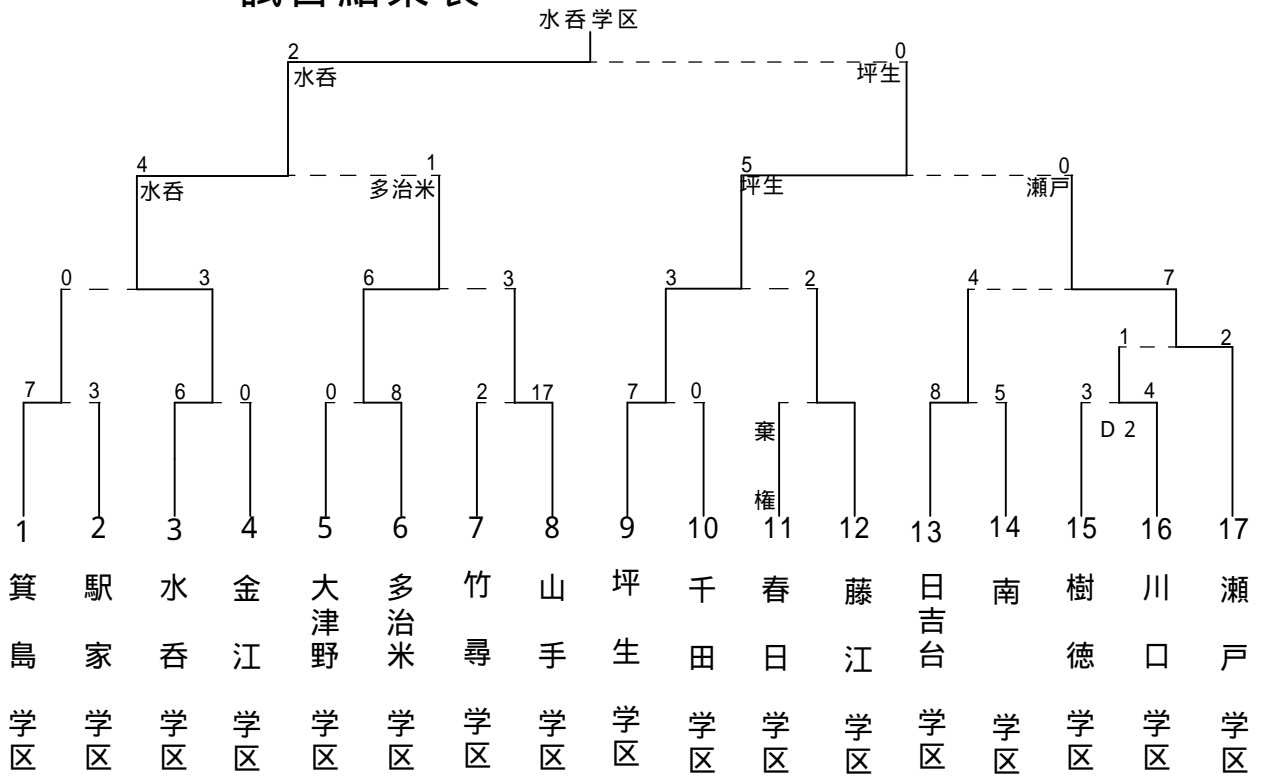 試合結果表
水呑学区
2 0
水呑 坪生
4 1 5 0
水呑 多治米 坪生 瀬戸
0 3 6 3 3 2 4 7
1 2
7 3 6 0 0 8 2 17 7 0 8 5 3 4
棄権 D2
1 2 3 4 5 6 7 8 9 10 11 12 13 14 15 16 17
箕島学区
駅家学区
水呑学区
金江学区
大津野学区
多治米学区
竹尋学区
山手学区
坪生学区
千田学区
春日学区
藤江学区
日吉台学区
南学区
樹徳学区
川口学区
瀬戸学区